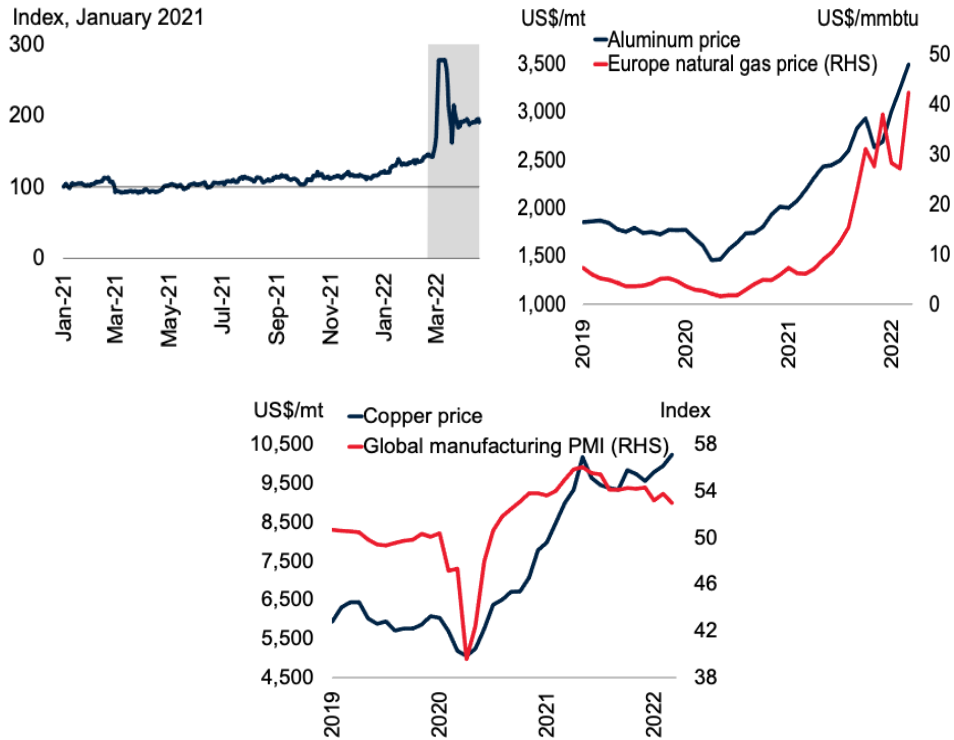 Index, January 2021
300
200
100
0
Jan-21
Mar-21
May-21
Jul-21
Sep-21
Nov-21
Jan-22
Mar-22
US$/mt
US$/mmbtu
Aluminum price
Europe natural gas price (RHS)
3,500
3,000
2,500
2,000
1,500
1,000
50
40
30
20
10
0
2019
2020
2021
2022
US$/mt
Index
Copper price
Global manufacturing PMI (RHS)
10,500
9,500
8,500
7,500
6,500
5,500
4,500
58
54
50
46
42
38
2019
2020
2021
2022